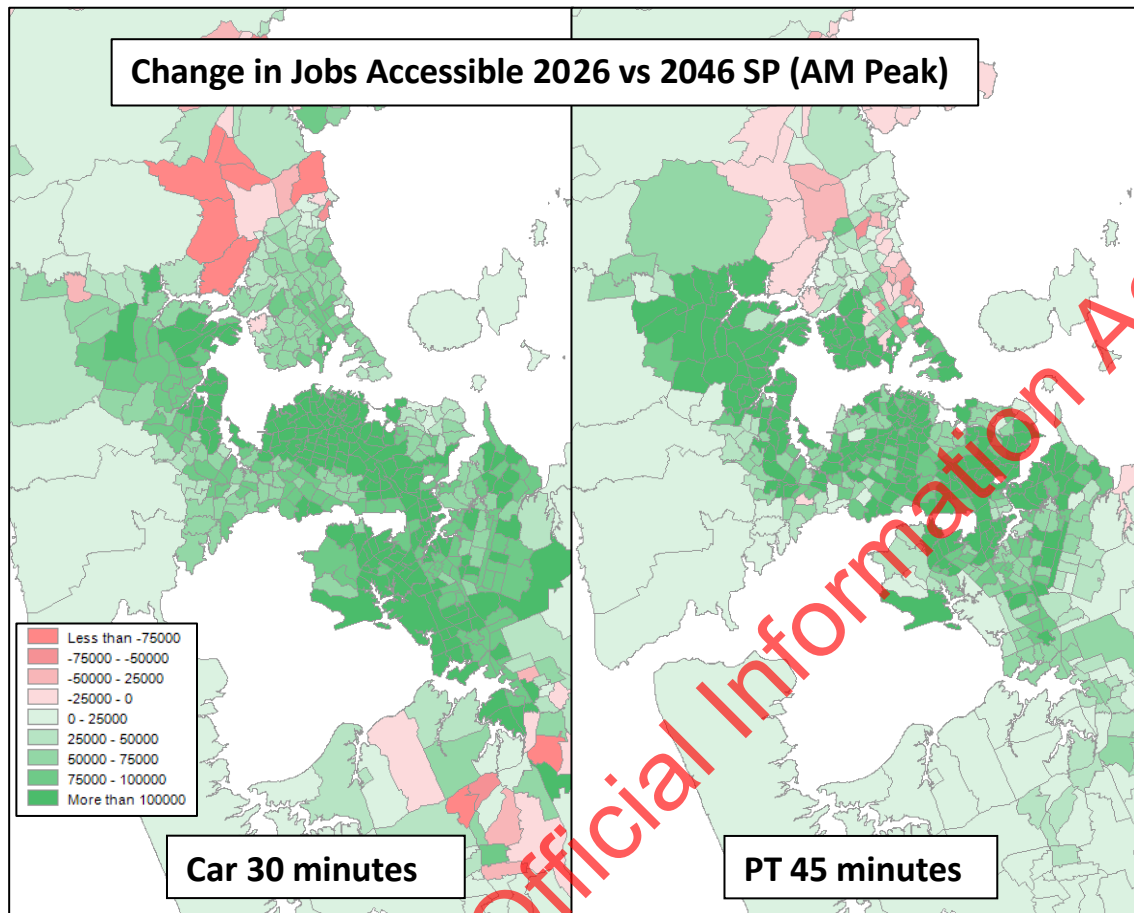 Change in Jobs Accessible 2026 vs 2046 SP (AM Peak)
Less than -75000
-75000 - -50000
-50000 - 25000
-25000 - 0
0 - 25000
25000 - 50000
50000 - 75000
75000 - 100000
More than 100000
Car 30 minutes
PT 45 minutes
Official Information A